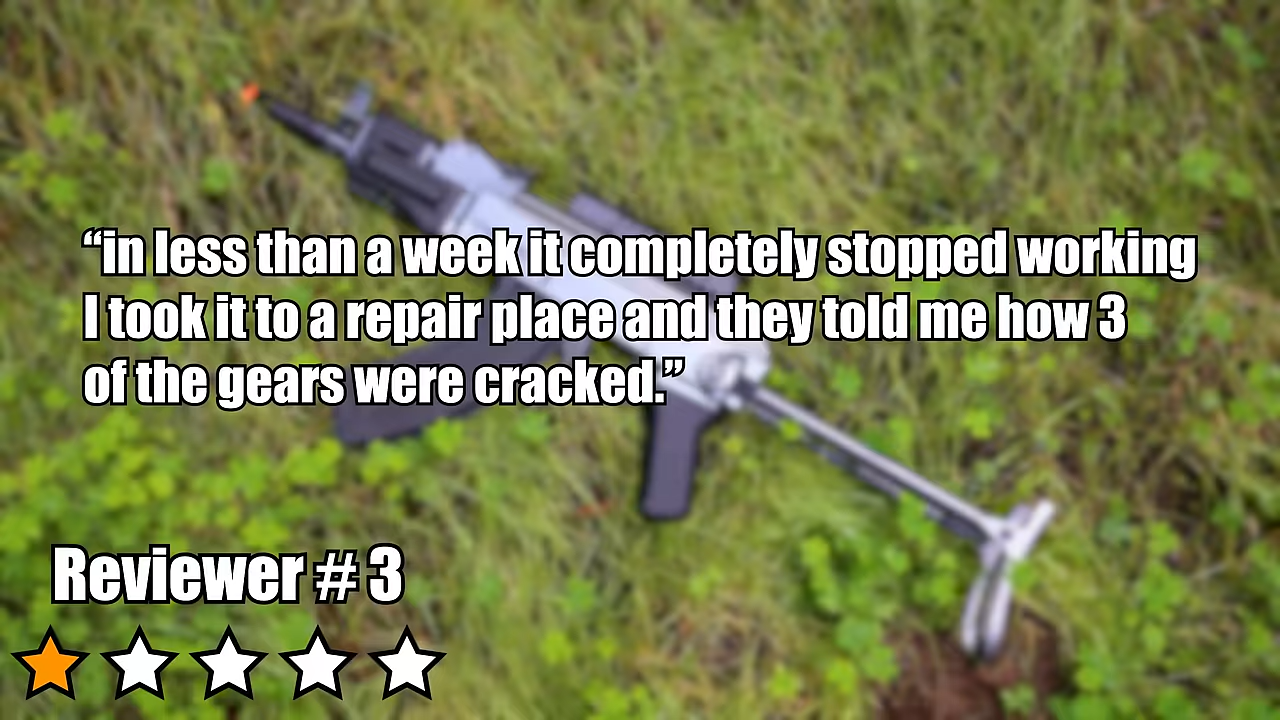 “in less than a week it completely stopped working
I took it to a repair place and they told me how 3
of the gears were cracked.”
Reviewer # 3